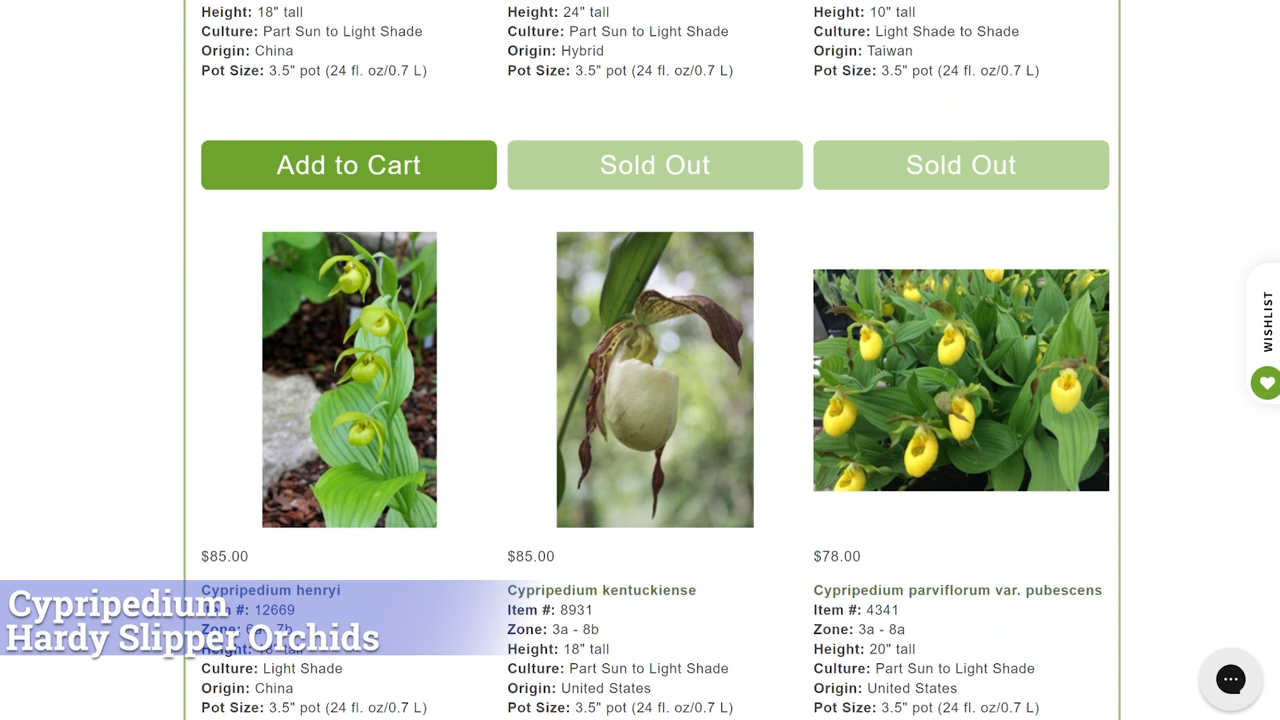 Height: 18" tall
Culture: Part Sun to Light Shade
Origin: China
Pot Size: 3.5" pot (24 fl. oz/0.7 L)
Height: 24" tall
Culture: Part Sun to Light Shade
Origin: Hybrid
Pot Size: 3.5" pot (24 fl. oz/0.7 L)
Height: 10" tall
Culture: Light Shade to Shade
Origin: Taiwan
Pot Size: 3.5" pot (24 fl. oz/0.7 L)
Add to Cart
Sold Out
Sold Out
$85.00
Cypripedium henryi
Item #: 12669
Zone: 6a - 7b
Height: 18" tall
Culture: Light Shade
Origin: China
Pot Size: 3.5" pot (24 fl. oz/0.7 L)
$85.00
Cypripedium kentuckiense
Item #: 8931
Zone: 3a - 8b
Height: 18" tall
Culture: Part Sun to Light Shade
Origin: United States
Pot Size: 3.5" pot (24 fl. oz/0.7 L)
$78.00
Cypripedium parviflorum var. pubescens
Item #: 4341
Zone: 3a - 8a
Height: 20" tall
Culture: Part Sun to Light Shade
Origin: United States
Pot Size: 3.5" pot (24 fl. oz/0.7 L)
Cypripedium
Hardy Slipper Orchids
WISHLIST